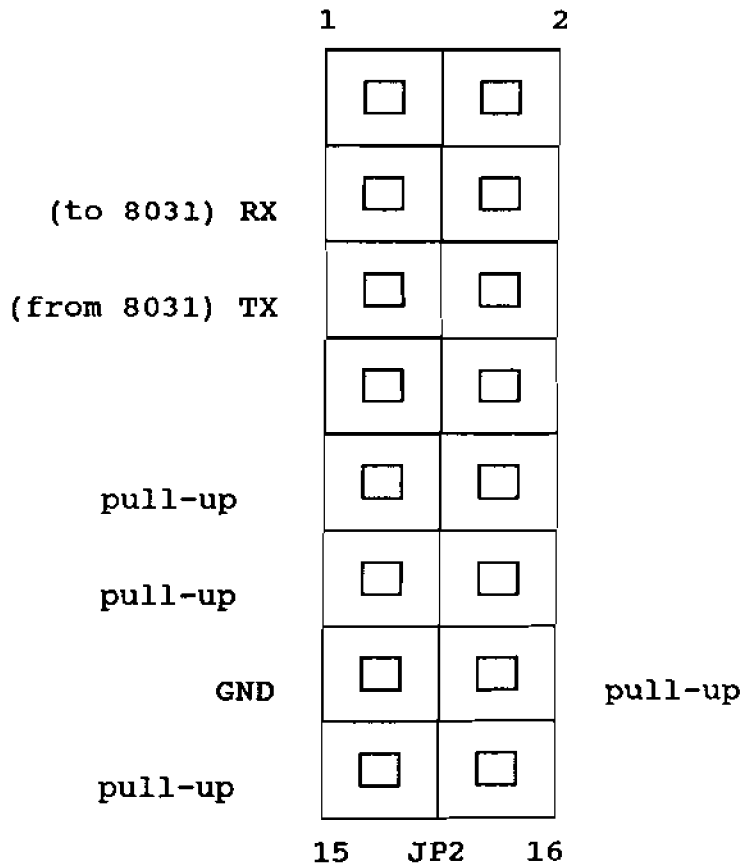 1 2
(to 8031) RX
(from 8031) TX
pull-up
pull-up
GND pull-up
pull-up
15 JP2 16